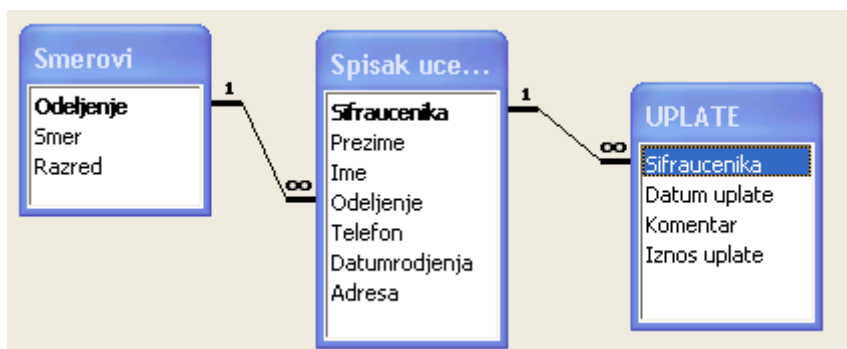 Smerovi
Odeljenje
Smer
Razred
1
∞
Spisak uce...
Sifraucenika
Prezime
Ime
Odeljenje
Telefon
Datumrodjenja
Adresa
1
∞
UPLATE
Sifraucenika
Datum uplate
Komentar
Iznos uplate